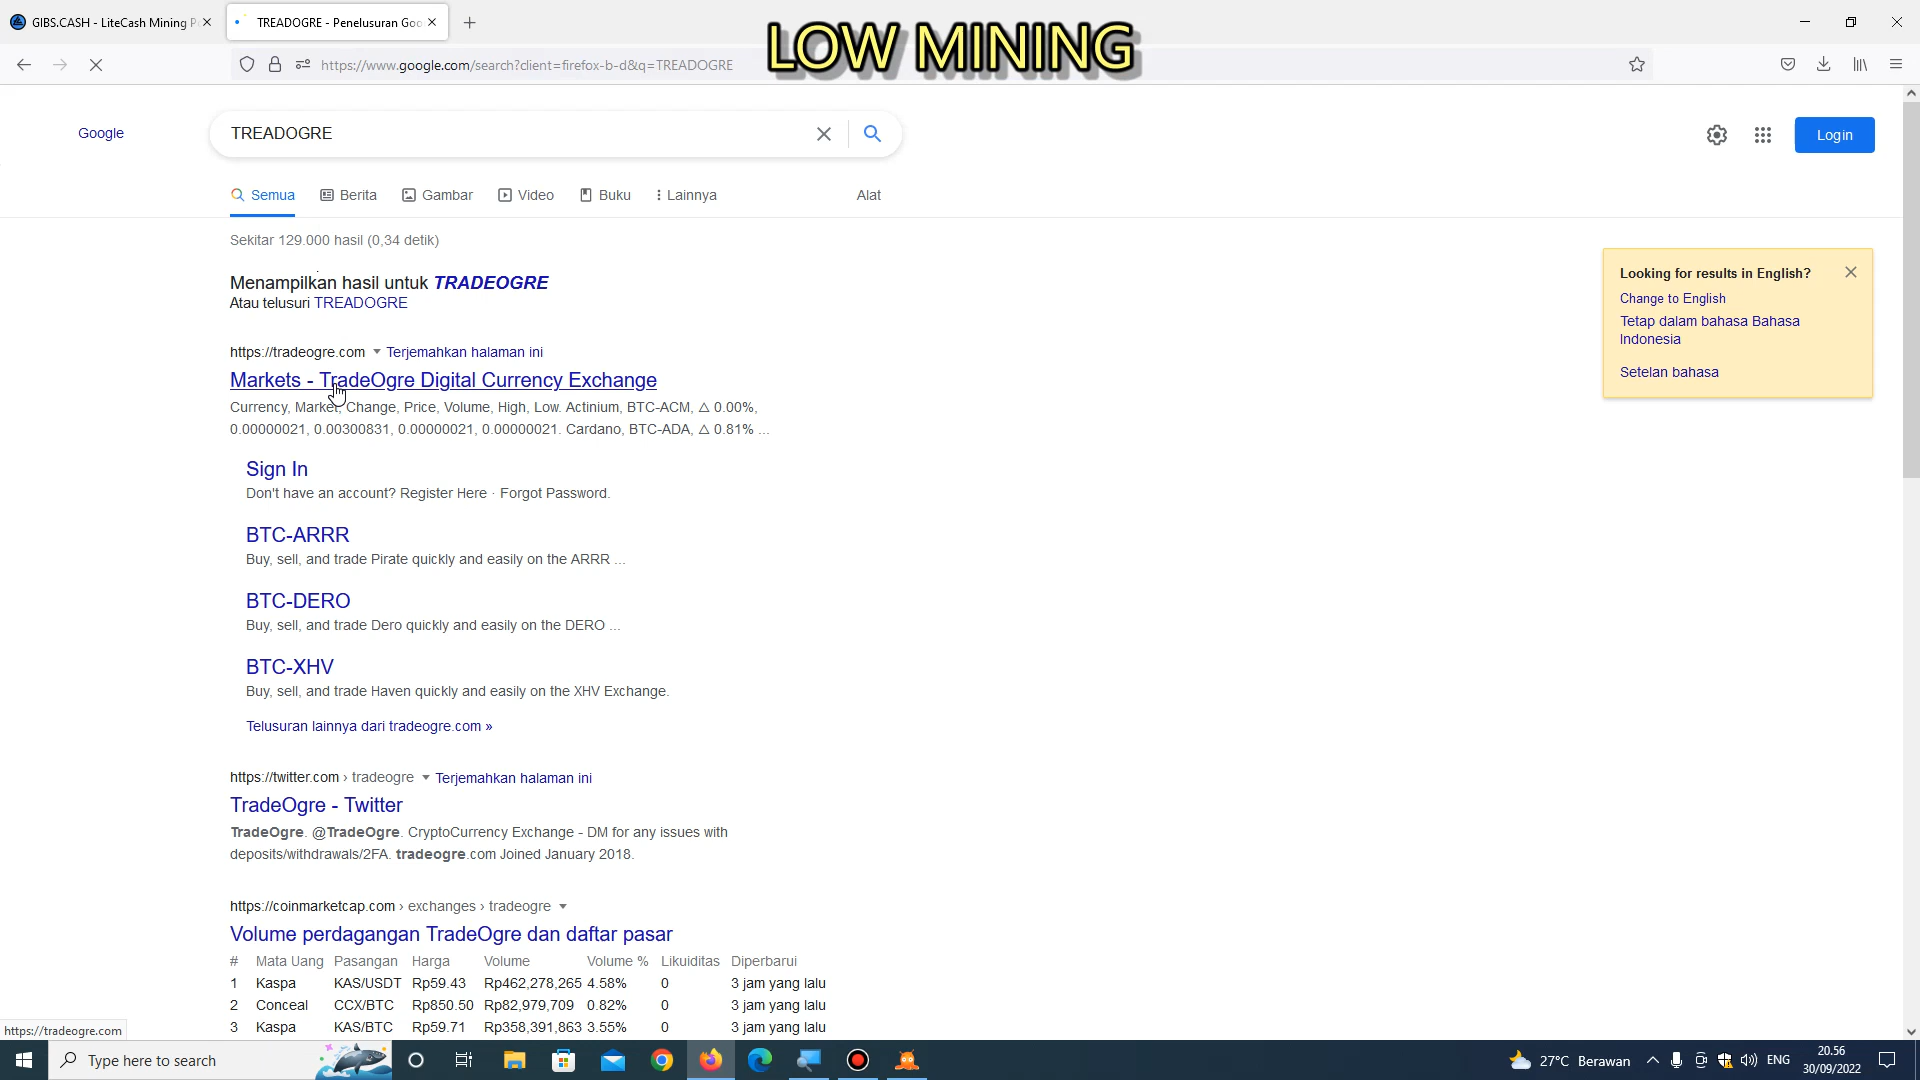 GIBS.CASH - LiteCash Mining P
TREADOGRE - Penelusuran Goo
LOW MINING
https://www.google.com/search?client=firefox-b-d&q=TREADOGRE
Google
TREADOGRE
Login
Semua
Berita
Gambar
Video
Buku
Lainnya
Alat
Sekitar 129.000 hasil (0,34 detik)
Menampilkan hasil untuk TRADEOGRE
Atau telusuri TREADOGRE
Looking for results in English?
Change to English
Tetap dalam bahasa Bahasa
Indonesia
Setelan bahasa
https://tradeogre.com Terjemahkan halaman ini
Markets - TradeOgre Digital Currency Exchange
Currency, Market, Change, Price, Volume, High, Low. Actinium, BTC-ACM, △ 0.00%,
0.00000021, 0.00300831, 0.00000021, 0.00000021. Cardano, BTC-ADA, △ 0.81% ...
Sign In
Don't have an account? Register Here · Forgot Password.
BTC-ARRR
Buy, sell, and trade Pirate quickly and easily on the ARRR ...
BTC-DERO
Buy, sell, and trade Dero quickly and easily on the DERO ...
BTC-XHV
Buy, sell, and trade Haven quickly and easily on the XHV Exchange.
Telusuran lainnya dari tradeogre.com »
https://twitter.com › tradeogre Terjemahkan halaman ini
TradeOgre - Twitter
TradeOgre. @TradeOgre. CryptoCurrency Exchange - DM for any issues with
deposits/withdrawals/2FA. tradeogre.com Joined January 2018.
https://coinmarketcap.com › exchanges › tradeogre
Volume perdagangan TradeOgre dan daftar pasar
# Mata Uang Pasangan Harga Volume Volume % Likuiditas Diperbarui
1 Kaspa KAS/USDT Rp59.43 Rp462,278,265 4.58% 0 3 jam yang lalu
2 Conceal CCX/BTC Rp850.50 Rp82,979,709 0.82% 0 3 jam yang lalu
3 Kaspa KAS/BTC Rp59.71 Rp358,391,863 3.55% 0 3 jam yang lalu
https://tradeogre.com
Type here to search
27°C Berawan
ENG
20.56
30/09/2022